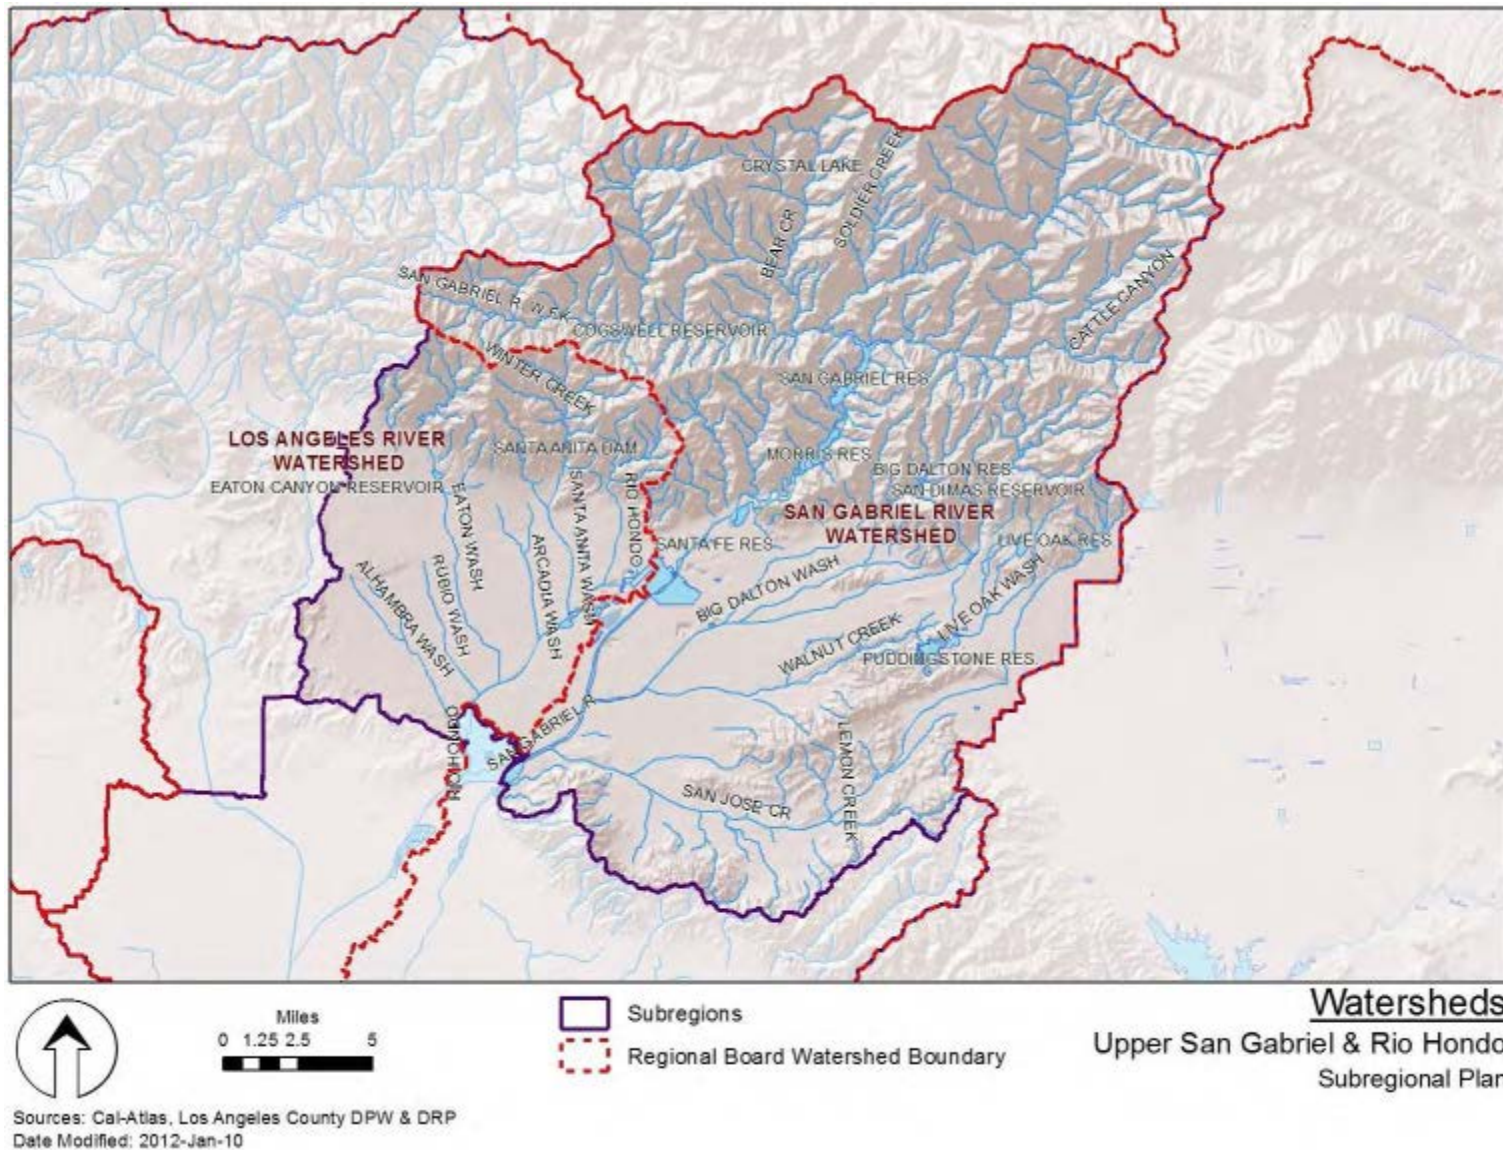 CRYSTAL LAKE
SOLDIER CREEK
BEAR CR
CATTLE CANYON
SAN GABRIEL R. W FK
COGSWELL RESERVOIR
WINTER CREEK
SAN GABRIEL RES
LOS ANGELES RIVER
WATERSHED
SANTA ANITA DAM
MORRIS RES
BIG DALTON RES
EATON CANYON RESERVOIR
SAN DIMAS RESERVOIR
EATON WASH
SANTA ANITA WASH
RIO HONDO
SAN GABRIEL RIVER
WATERSHED
SANTA FE RES
LIVE OAK RES
ARCADIA WASH
RUBIO WASH
ALHAMBRA WASH
BIG DALTON WASH
LIVE OAK WASH
WALNUT CREEK
PUDDINGSTONE RES
RIO HONDO
SAN GABRIEL R
LEMON CREEK
SAN JOSE CR
Miles
0 1.25 2.5 5
Subregions
Regional Board Watershed Boundary
Watersheds
Upper San Gabriel & Rio Hondo
Subregional Plan
Sources: Cal-Atlas, Los Angeles County DPW & DRP
Date Modified: 2012-Jan-10